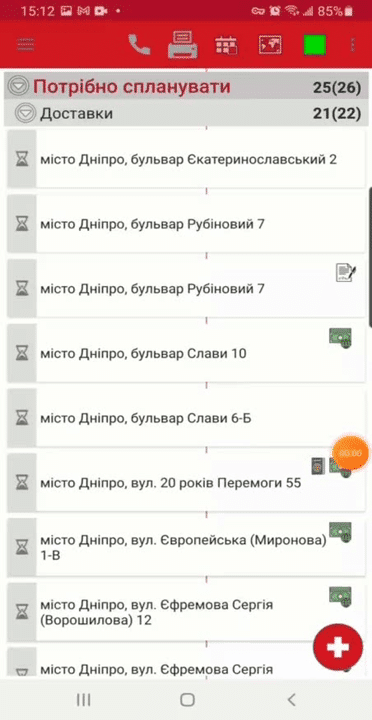 15:12 85%
Потрібно спланувати 25(26)
Доставки 21(22)
місто Дніпро, бульвар Єкатеринославський 2
місто Дніпро, бульвар Рубіновий 7
місто Дніпро, бульвар Рубіновий 7
місто Дніпро, бульвар Слави 10
місто Дніпро, бульвар Слави 6-Б
00:00
місто Дніпро, вул. 20 років Перемоги 55
місто Дніпро, вул. Європейська (Миронова)
1-В
місто Дніпро, вул. Єфремова Сергія
(Ворошилова) 12
місто Дніпро, вул. Єфремова Сергія